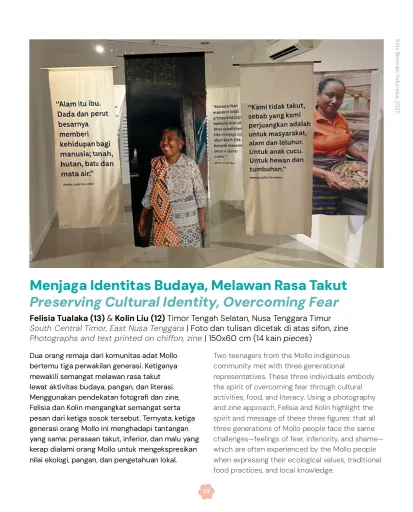 Kids Biennale Indonesia 2025
"Alam itu ibu.
Dada dan perut
besarnya
memberi
kehidupan bagi
manusia; tanah,
hutan, batu dan
mata air."
"Kami tidak takut,
sebab yang kami
perjuangkan adalah
untuk masyarakat,
alam dan leluhur.
Untuk anak cucu.
Untuk hewan dan
tumbuhan."
Menjaga Identitas Budaya, Melawan Rasa Takut
Preserving Cultural Identity, Overcoming Fear
Felisia Tualaka (13) & Kolin Liu (12) Timor Tengah Selatan, Nusa Tenggara Timur
South Central Timor, East Nusa Tenggara | Foto dan tulisan dicetak di atas sifon, zine
Photographs and text printed on chiffon, zine | 150x60 cm (14 kain pieces)
Dua orang remaja dari komunitas adat Mollo
bertemu tiga perwakilan generasi. Ketiganya
mewakili semangat melawan rasa takut
lewat aktivitas budaya, pangan, dan literasi.
Menggunakan pendekatan fotografi dan zine,
Felisia dan Kolin mengangkat semangat serta
pesan dari ketiga sosok tersebut. Ternyata, ketiga
generasi orang Mollo ini menghadapi tantangan
yang sama: perasaan takut, inferior, dan malu yang
kerap dialami orang Mollo untuk mengekspresikan
nilai ekologi, pangan, dan pengetahuan lokal.
Two teenagers from the Mollo indigenous
community met with three generational
representatives. These three individuals embody
the spirit of overcoming fear through cultural
activities, food, and literacy. Using a photography
and zine approach, Felisia and Kolin highlight the
spirit and message of these three figures: that all
three generations of Mollo people face the same
challenges—feelings of fear, inferiority, and shame—
which are often experienced by the Mollo people
when expressing their ecological values, traditional
food practices, and local knowledge.